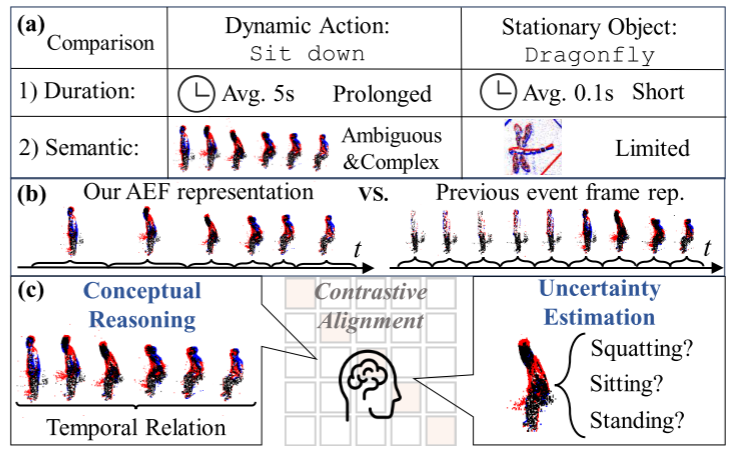 (a)
Comparison
Dynamic Action:
Sit down
Stationary Object:
Dragonfly
1) Duration:
Avg. 5s
Prolonged
Avg. 0.1s
Short
2) Semantic:
Ambiguous
&Complex
Limited
(b)
Our AEF representation
VS.
Previous event frame rep.
t
t
(c)
Conceptual
Reasoning
Contrastive
Alignment
Uncertainty
Estimation
Squatting?
Sitting?
Standing?
Temporal Relation